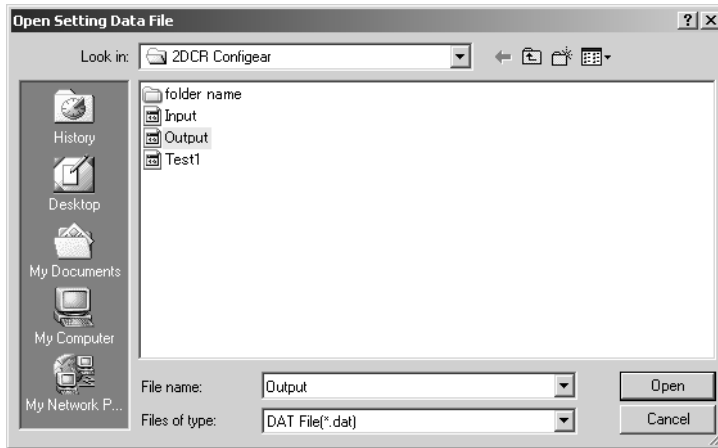 Open Setting Data File
Look in: 2DCR Configear
History
Desktop
My Documents
My Computer
My Network P...
folder name
Input
Output
Test1
File name: Output Open
Files of type: DAT File(*.dat) Cancel